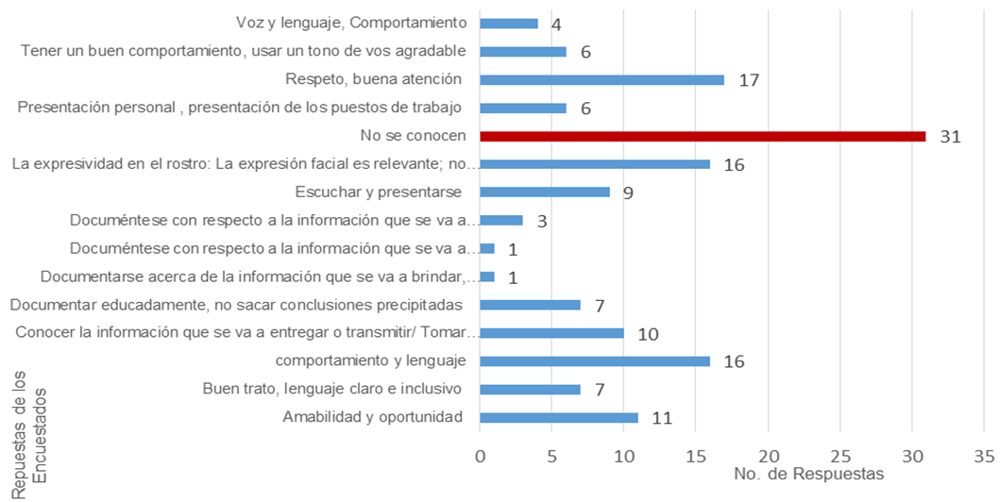 Voz y lenguaje, Comportamiento 4
Tener un buen comportamiento, usar un tono de vos agradable 6
Respeto, buena atención 17
Presentación personal , presentación de los puestos de trabajo 6
No se conocen 31
La expresividad en el rostro: La expresión facial es relevante; no... 16
Escuchar y presentarse 9
Documéntese con respecto a la información que se va a... 3
Documéntese con respecto a la información que se va a... 1
Documentarse acerca de la información que se va a brindar,... 1
Documentar educadamente, no sacar conclusiones precipitadas 7
Conocer la información que se va a entregar o transmitir/ Tomar... 10
comportamiento y lenguaje 16
Buen trato, lenguaje claro e inclusivo 7
Amabilidad y oportunidad 11
0 5 10 15 20 25 30 35
No. de Respuestas
Repuestas de los
Encuestados